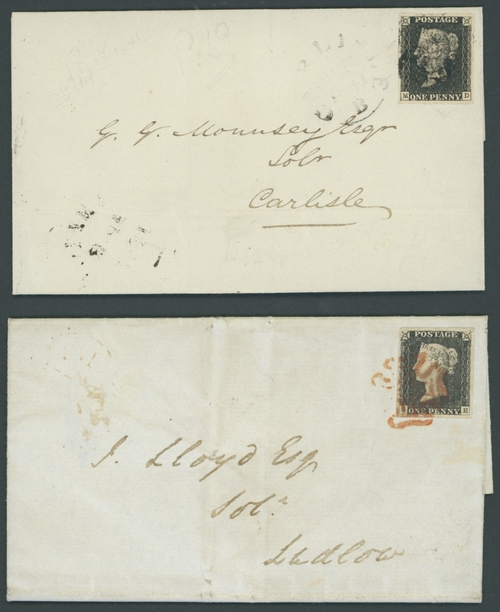 POSTAGE
M D
ONE PENNY
G. G. Mounsey Esqr
Solr
Carlisle
POSTAGE
E
ONE PENNY
J. Lloyd Esqr
Solr
Ludlow